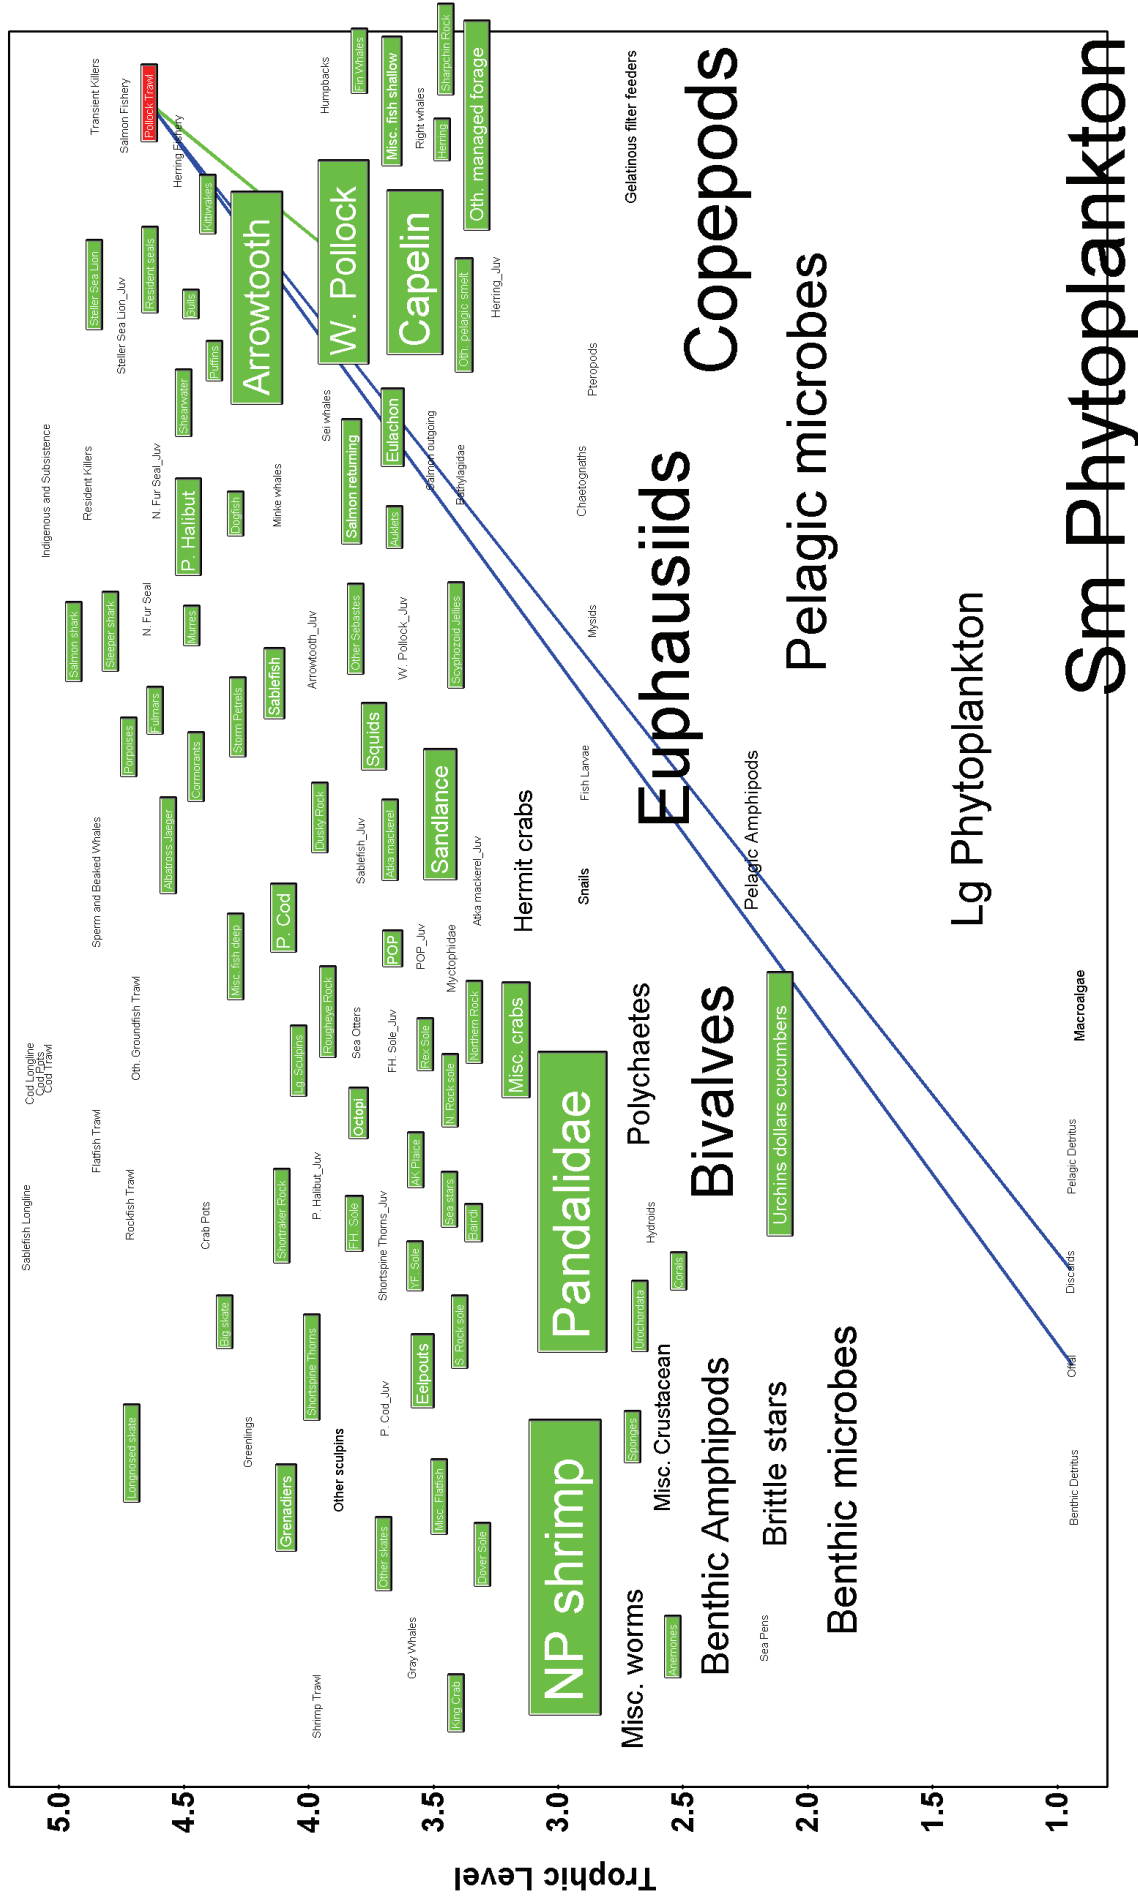 Trophic Level
5.0
4.5
4.0
3.5
3.0
2.5
2.0
1.5
1.0
Sablefish Longline
Cod Longline
Cod Pots
Cod Trawl
Indigenous and Subsistence
Salmon shark
Flatfish Trawl
Sperm and Beaked Whales
Sleeper shark
Resident Killers
Steller Sea Lion
Transient Killers
Longnosed skate
Rockfish Trawl
Oth. Groundfish Trawl
Porpoises
Steller Sea Lion_Juv
Salmon Fishery
Albatross Jaeger
Fulmars
N. Fur Seal
N. Fur Seal_Juv
Resident seals
Pollock Trawl
Crab Pots
Cormorants
Murres
P. Halibut
Shearwater
Gulls
Herring Fishery
Big skate
Misc. fish deep
Storm Petrels
Dogfish
Puffins
Kittiwakes
Greenlings
Grenadiers
Shortraker Rock
P. Cod
Sablefish
Minke whales
Arrowtooth
Shrimp Trawl
Shortspine Thorns
P. Halibut_Juv
Lg. Sculpins
Rougheye Rock
Dusky Rock
Arrowtooth_Juv
Sei whales
W. Pollock
Humpbacks
Other sculpins
FH. Sole
Octopi
Sea Otters
Sablefish_Juv
Squids
Other Sebastes
Salmon returning
Fin Whales
Other skates
P. Cod_Juv
Shortspine Thorns_Juv
FH. Sole_Juv
POP
Atka mackerel
W. Pollock_Juv
Auklets
Eulachon
Capelin
Misc. fish shallow
Gray Whales
Eelpouts
YF. Sole
AK Plaice
Rex Sole
POP_Juv
Sandlance
Salmon outgoing
Right whales
King Crab
Misc. Flatfish
S. Rock sole
Sea stars
N. Rock sole
Myctophidae
Scyphozoid Jellies
Bathylagidae
Oth. pelagic smelt
Herring
Sharpchin Rock
Dover Sole
Bairdi
Northern Rock
Atka mackerel_Juv
Herring_Juv
Oth. managed forage
NP shrimp
Pandalidae
Misc. crabs
Hermit crabs
Snails
Fish Larvae
Mysids
Chaetognaths
Pteropods
Misc. worms
Sponges
Urochordata
Hydroids
Polychaetes
Euphausiids
Gelatinous filter feeders
Anemones
Misc. Crustacean
Corals
Benthic Amphipods
Bivalves
Copepods
Sea Pens
Brittle stars
Urchins dollars cucumbers
Pelagic Amphipods
Pelagic microbes
Benthic microbes
Lg Phytoplankton
Benthic Detritus
Offal
Discards
Pelagic Detritus
Macroalgae
Sm Phytoplankton